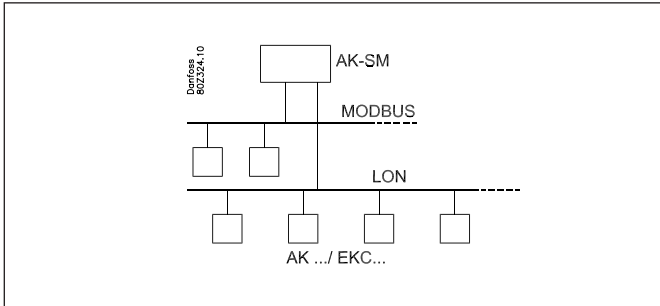 Danfoss
80Z324.10
AK-SM
MODBUS
LON
AK .../ EKC...